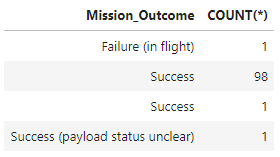 Mission_Outcome COUNT(*)
Failure (in flight) 1
Success 98
Success 1
Success (payload status unclear) 1